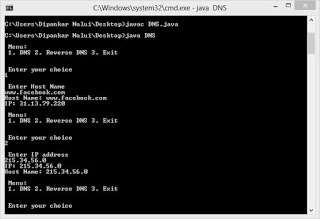 C:\Windows\system32\cmd.exe - java DNS
C:\Users\Dipankar Nalui\Desktop>javac DNS.java
C:\Users\Dipankar Nalui\Desktop>java DNS
Menu:
1. DNS 2. Reverse DNS 3. Exit
Enter your choice
1
Enter Host Name
www.facebook.com
Host Name: www.facebook.com
IP: 31.13.79.220
Menu:
1. DNS 2. Reverse DNS 3. Exit
Enter your choice
2
Enter IP address
215.34.56.0
IP: 215.34.56.0
Host Name: 215.34.56.0
Menu:
1. DNS 2. Reverse DNS 3. Exit
Enter your choice